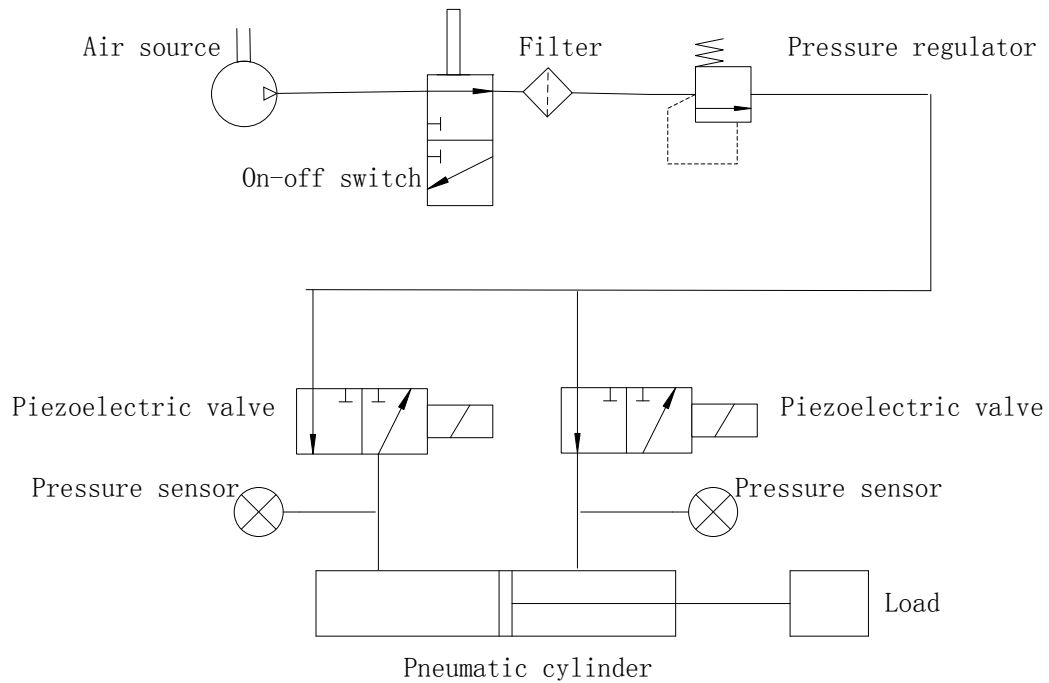 Air source
Filter
Pressure regulator
On-off switch
Piezoelectric valve
Piezoelectric valve
Pressure sensor
Pressure sensor
Load
Pneumatic cylinder